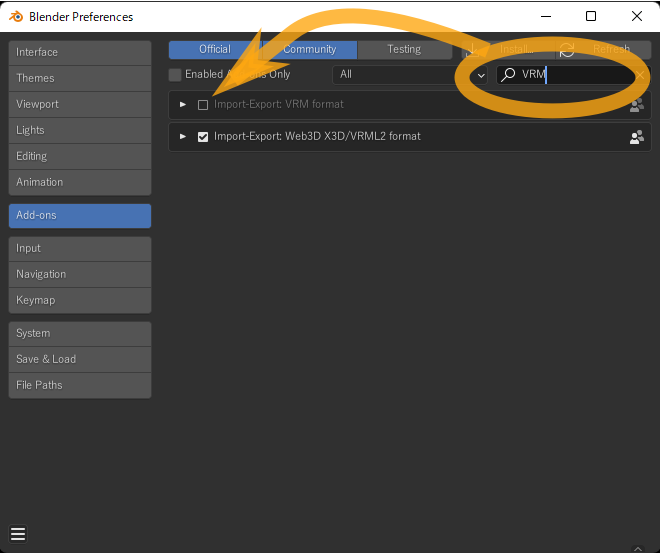 Blender Preferences
Interface
Themes
Viewport
Lights
Editing
Animation
Add-ons
Input
Navigation
Keymap
System
Save & Load
File Paths
Official Community Testing Install... Refresh
Enabled Add-ons Only All VRM
Import-Export: VRM format
Import-Export: Web3D X3D/VRML2 format